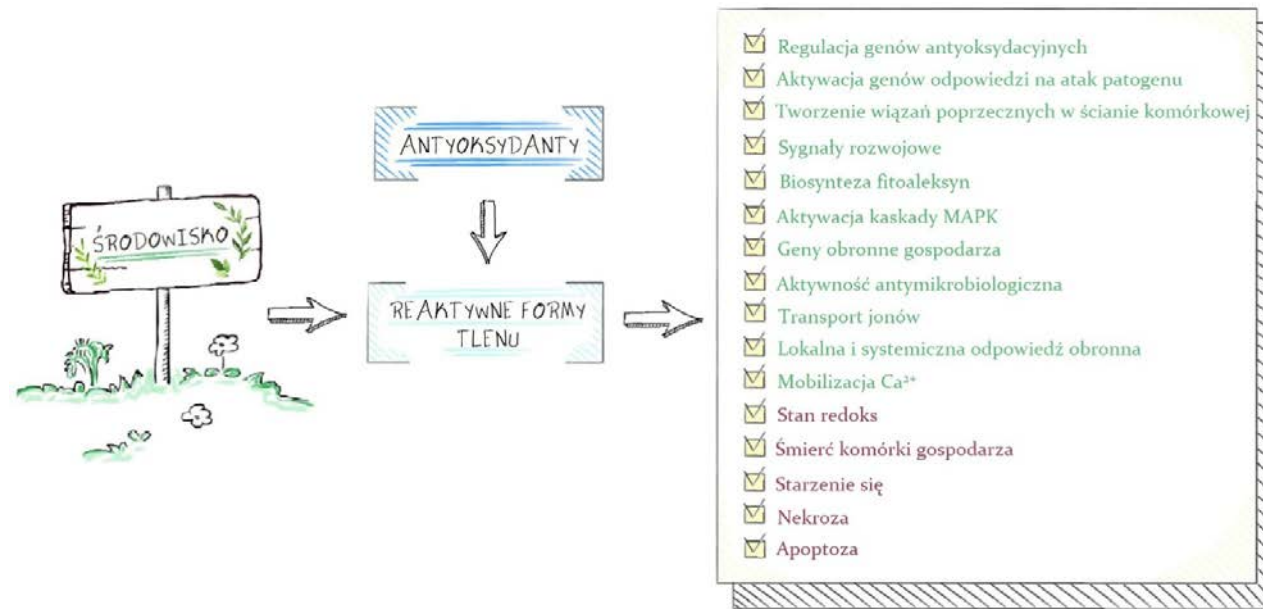 ŚRODOWISKO
ANTYOKSYDANTY
REAKTYWNE FORMY
TLENU
Regulacja genów antyoksydacyjnych
Aktywacja genów odpowiedzi na atak patogenu
Tworzenie wiązań poprzecznych w ścianie komórkowej
Sygnały rozwojowe
Biosynteza fitoaleksyn
Aktywacja kaskady MAPK
Geny obronne gospodarza
Aktywność antymikrobiologiczna
Transport jonów
Lokalna i systemiczna odpowiedź obronna
Mobilizacja Ca²⁺
Stan redoks
Śmierć komórki gospodarza
Starzenie się
Nekroza
Apoptoza